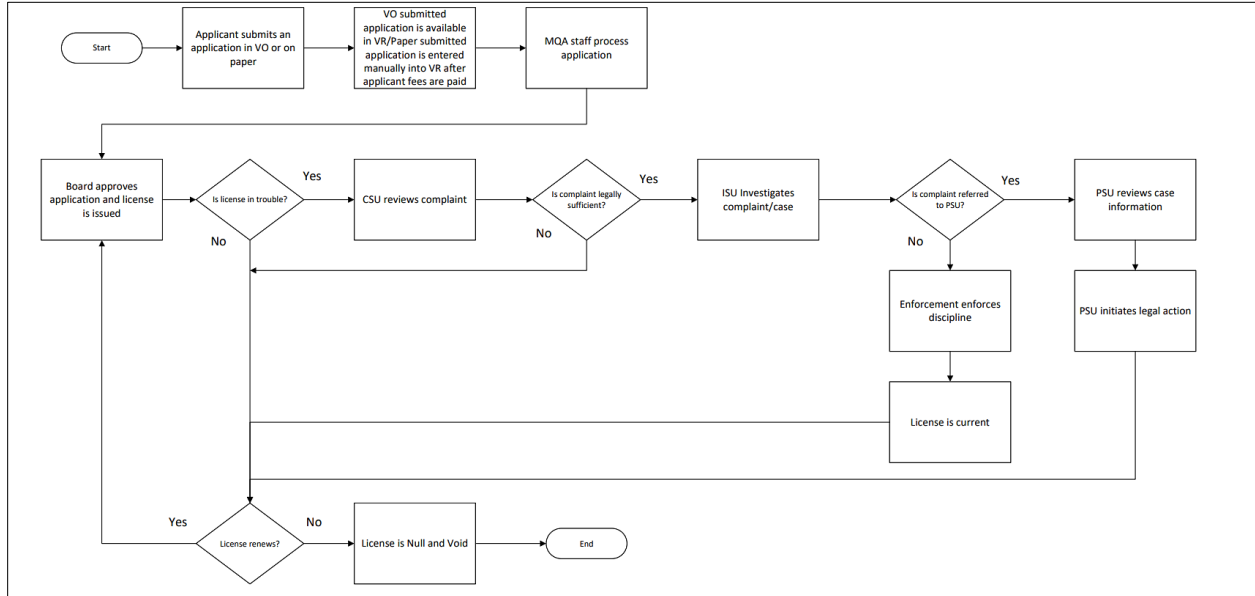 Start
Applicant submits an
application in VO or on
paper
VO submitted
application is available
in VR/Paper submitted
application is entered
manually into VR after
applicant fees are paid
MQA staff process
application
Board approves
application and license
is issued
Is license in trouble?
Yes
No
CSU reviews complaint
Is complaint legally
sufficient?
Yes
No
ISU Investigates
complaint/case
Is complaint referred
to PSU?
Yes
No
PSU reviews case
information
Enforcement enforces
discipline
PSU initiates legal action
License is current
Yes
License renews?
No
License is Null and Void
End